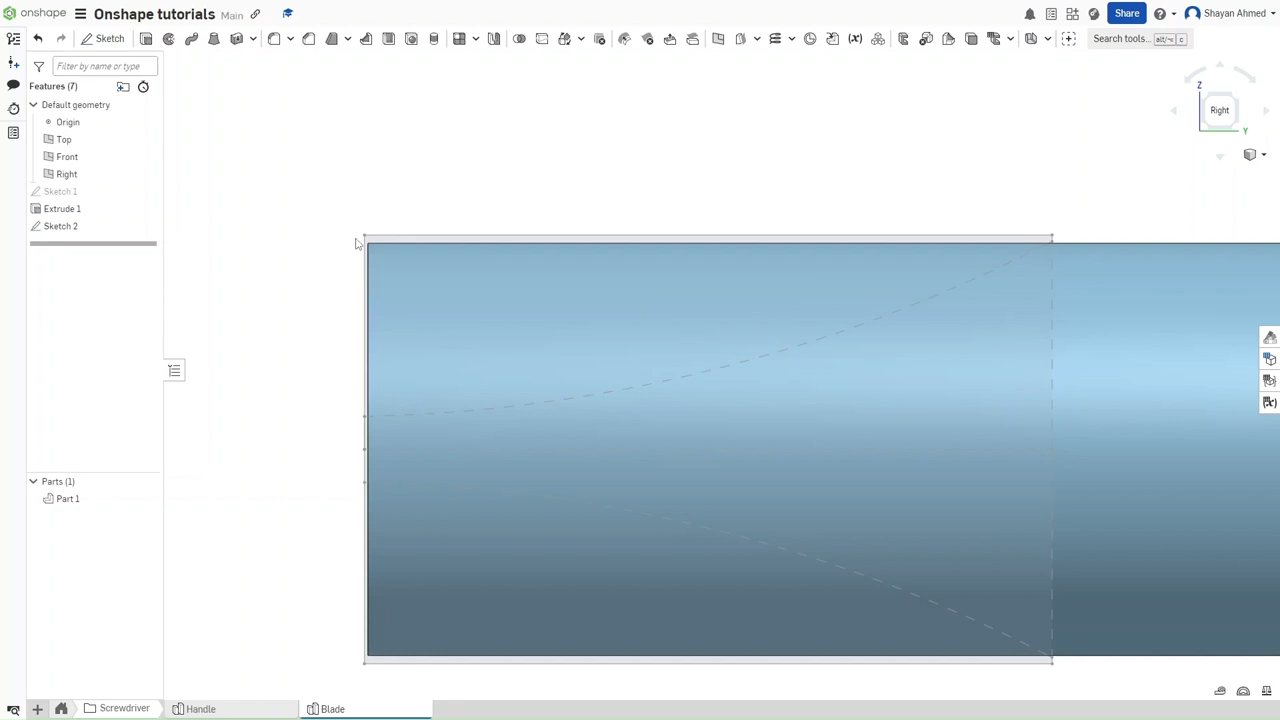 onshape Onshape tutorials Main Share Shayan Ahmed
Sketch Search tools... alt/⌥ c
Filter by name or type
Features (7)
Default geometry
Origin
Top
Front
Right
Sketch 1
Extrude 1
Sketch 2
Z
Right
Y
(x)
(x)
Parts (1)
Part 1
Screwdriver Handle Blade